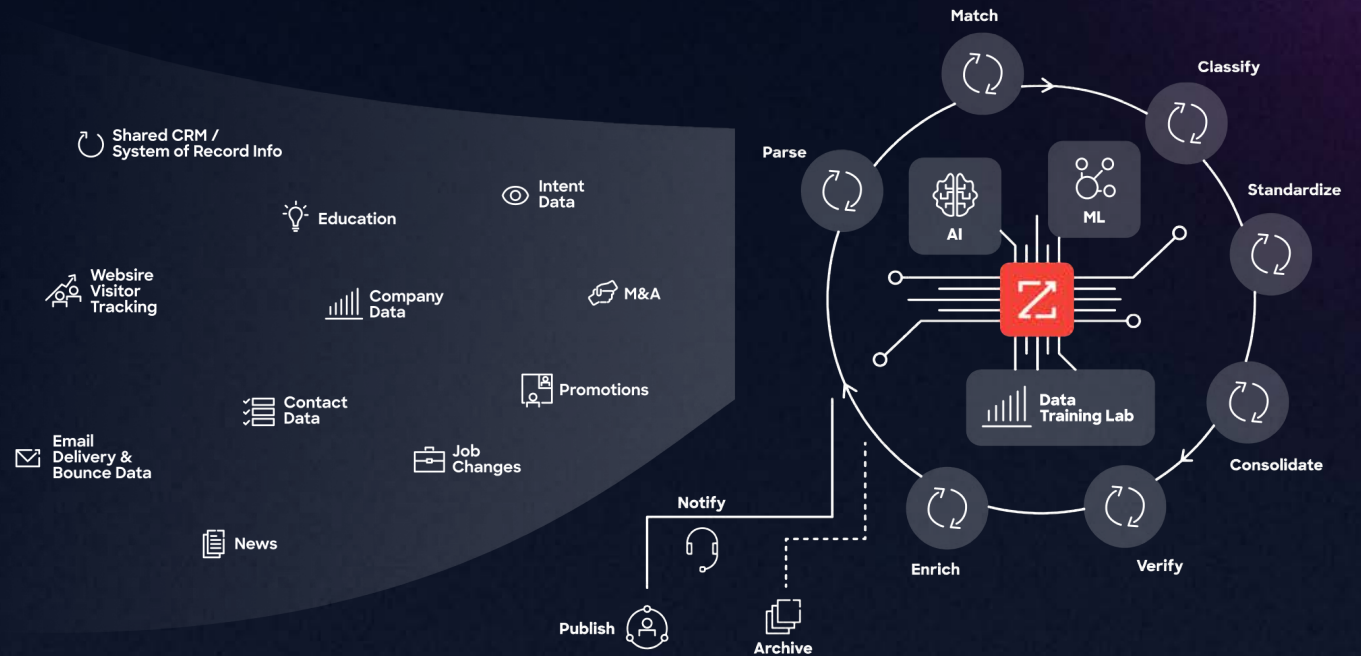 Shared CRM /
System of Record Info
Education
Intent
Data
Websire
Visitor
Tracking
Company
Data
M&A
Promotions
Contact
Data
Email
Delivery &
Bounce Data
Job
Changes
News
Match
Classify
Parse
Standardize
AI
ML
Data
Training Lab
Consolidate
Verify
Enrich
Notify
Publish
Archive